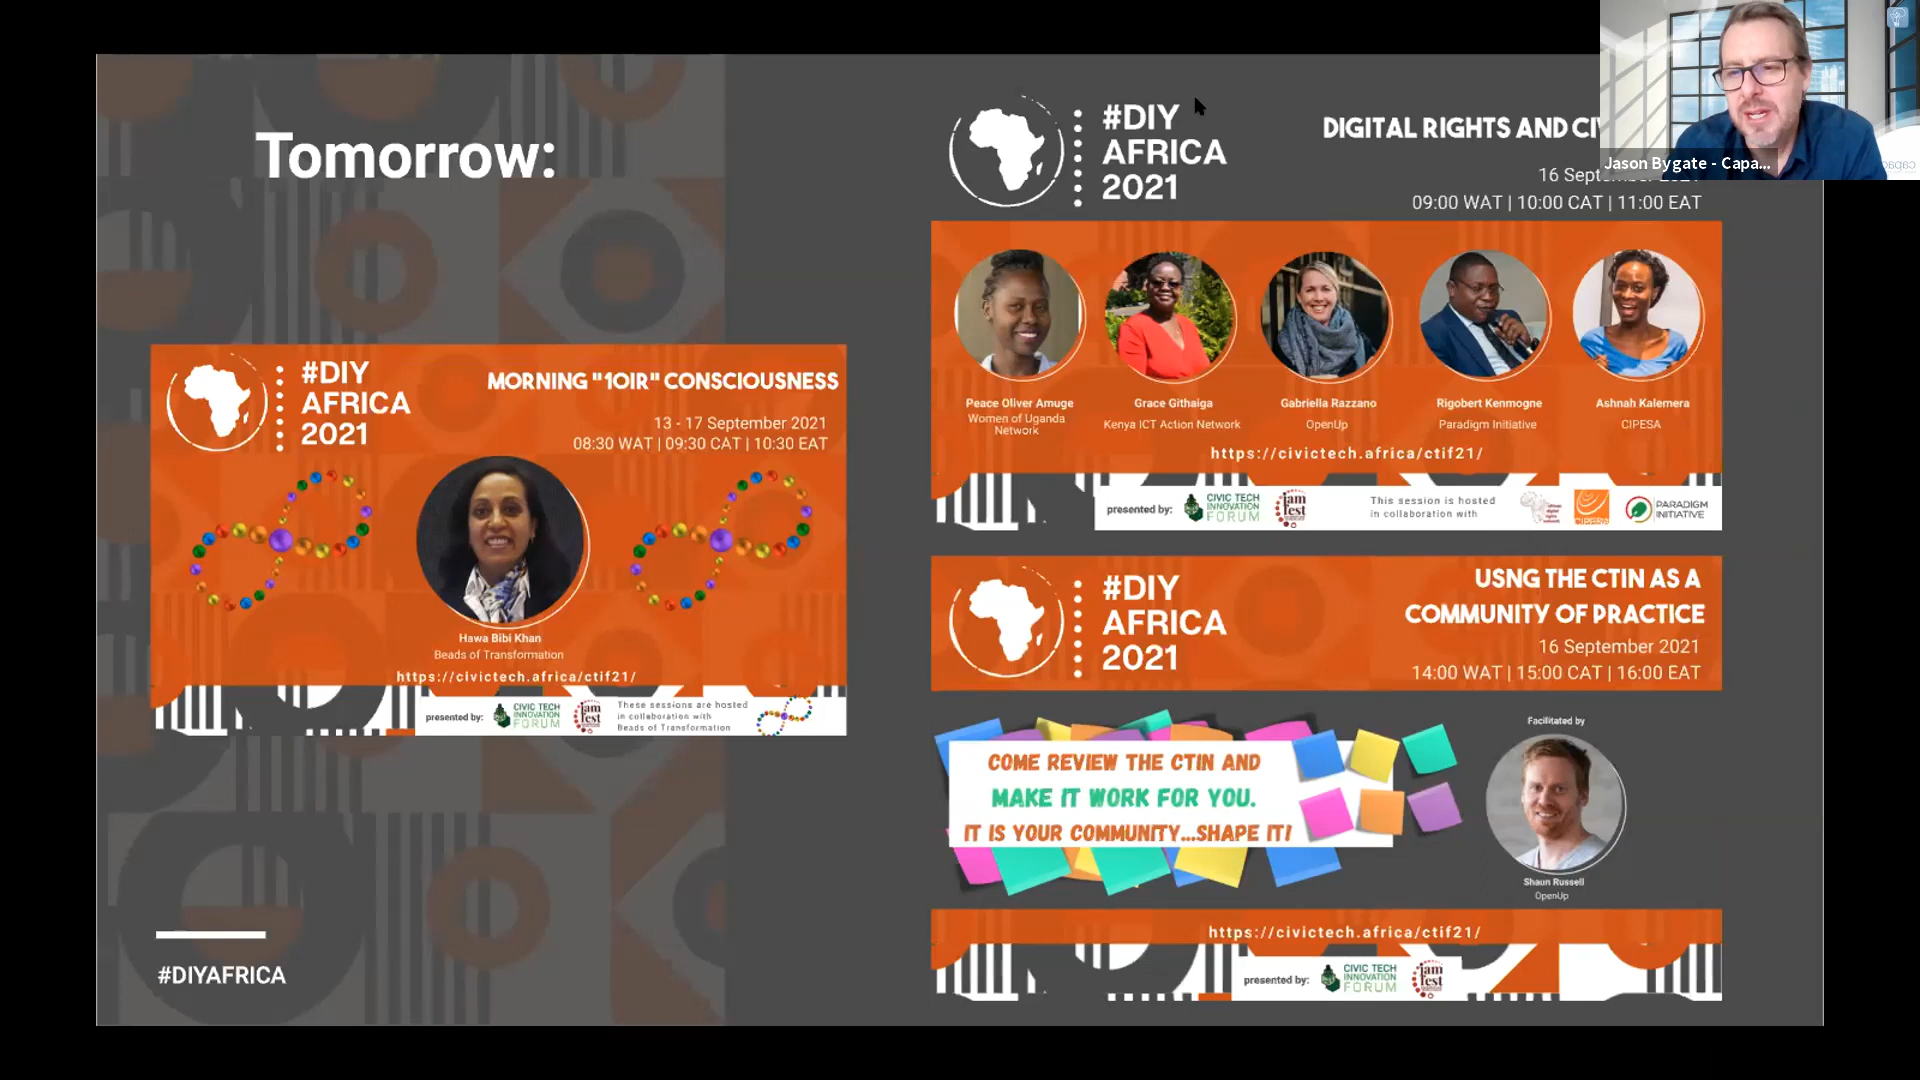 Tomorrow:
#DIY
AFRICA
2021
MORNING "1OIR" CONSCIOUSNESS
13 - 17 September 2021
08:30 WAT | 09:30 CAT | 10:30 EAT
Hawa Bibi Khan
Beads of Transformation
https://civictech.africa/ctif21/
presented by:
CIVIC TECH
INNOVATION
FORUM
jam
fest
These sessions are hosted
in collaboration with
Beads of Transformation
#DIYAFRICA
#DIY
AFRICA
2021
DIGITAL RIGHTS AND
16
09:00 WAT | 10:00 CAT | 11:00 EAT
Peace Oliver Amuge
Women of Uganda
Network
Grace Githaiga
Kenya ICT Action Network
Gabriella Razzano
OpenUp
Rigobert Kenmogne
Paradigm Initiative
Ashnah Kalemera
CIPESA
https://civictech.africa/ctif21/
presented by:
CIVIC TECH
INNOVATION
FORUM
jam
fest
This session is hosted
in collaboration with
CIPESA
PARADIGM
INITIATIVE
#DIY
AFRICA
2021
USNG THE CTIN AS A
COMMUNITY OF PRACTICE
16 September 2021
14:00 WAT | 15:00 CAT | 16:00 EAT
COME REVIEW THE CTIN AND
MAKE IT WORK FOR YOU.
IT IS YOUR COMMUNITY...SHAPE IT!
Facilitated by
Shaun Russell
OpenUp
https://civictech.africa/ctif21/
presented by:
CIVIC TECH
INNOVATION
FORUM
jam
fest
Jason Bygate - Capa...